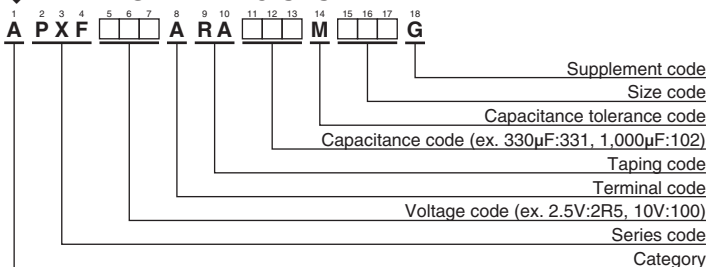 1 2 3 4 5 6 7 8 9 10 11 12 13 14 15 16 17 18
A P X F A R A M G
Supplement code
Size code
Capacitance tolerance code
Capacitance code (ex. 330μF:331, 1,000μF:102)
Taping code
Terminal code
Voltage code (ex. 2.5V:2R5, 10V:100)
Series code
Category